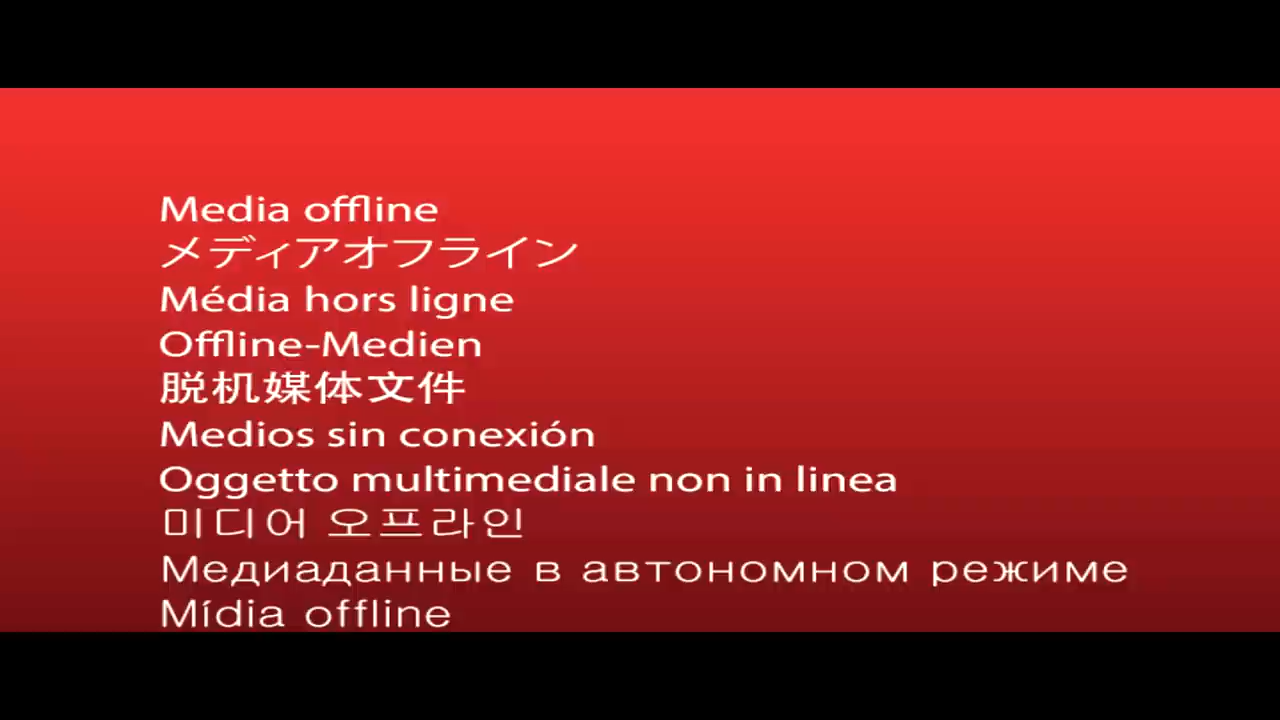 Media offline
メディアオフライン
Média hors ligne
Offline-Medien
脱机媒体文件
Medios sin conexión
Oggetto multimediale non in linea
미디어 오프라인
Медиаданные в автономном режиме
Mídia offline